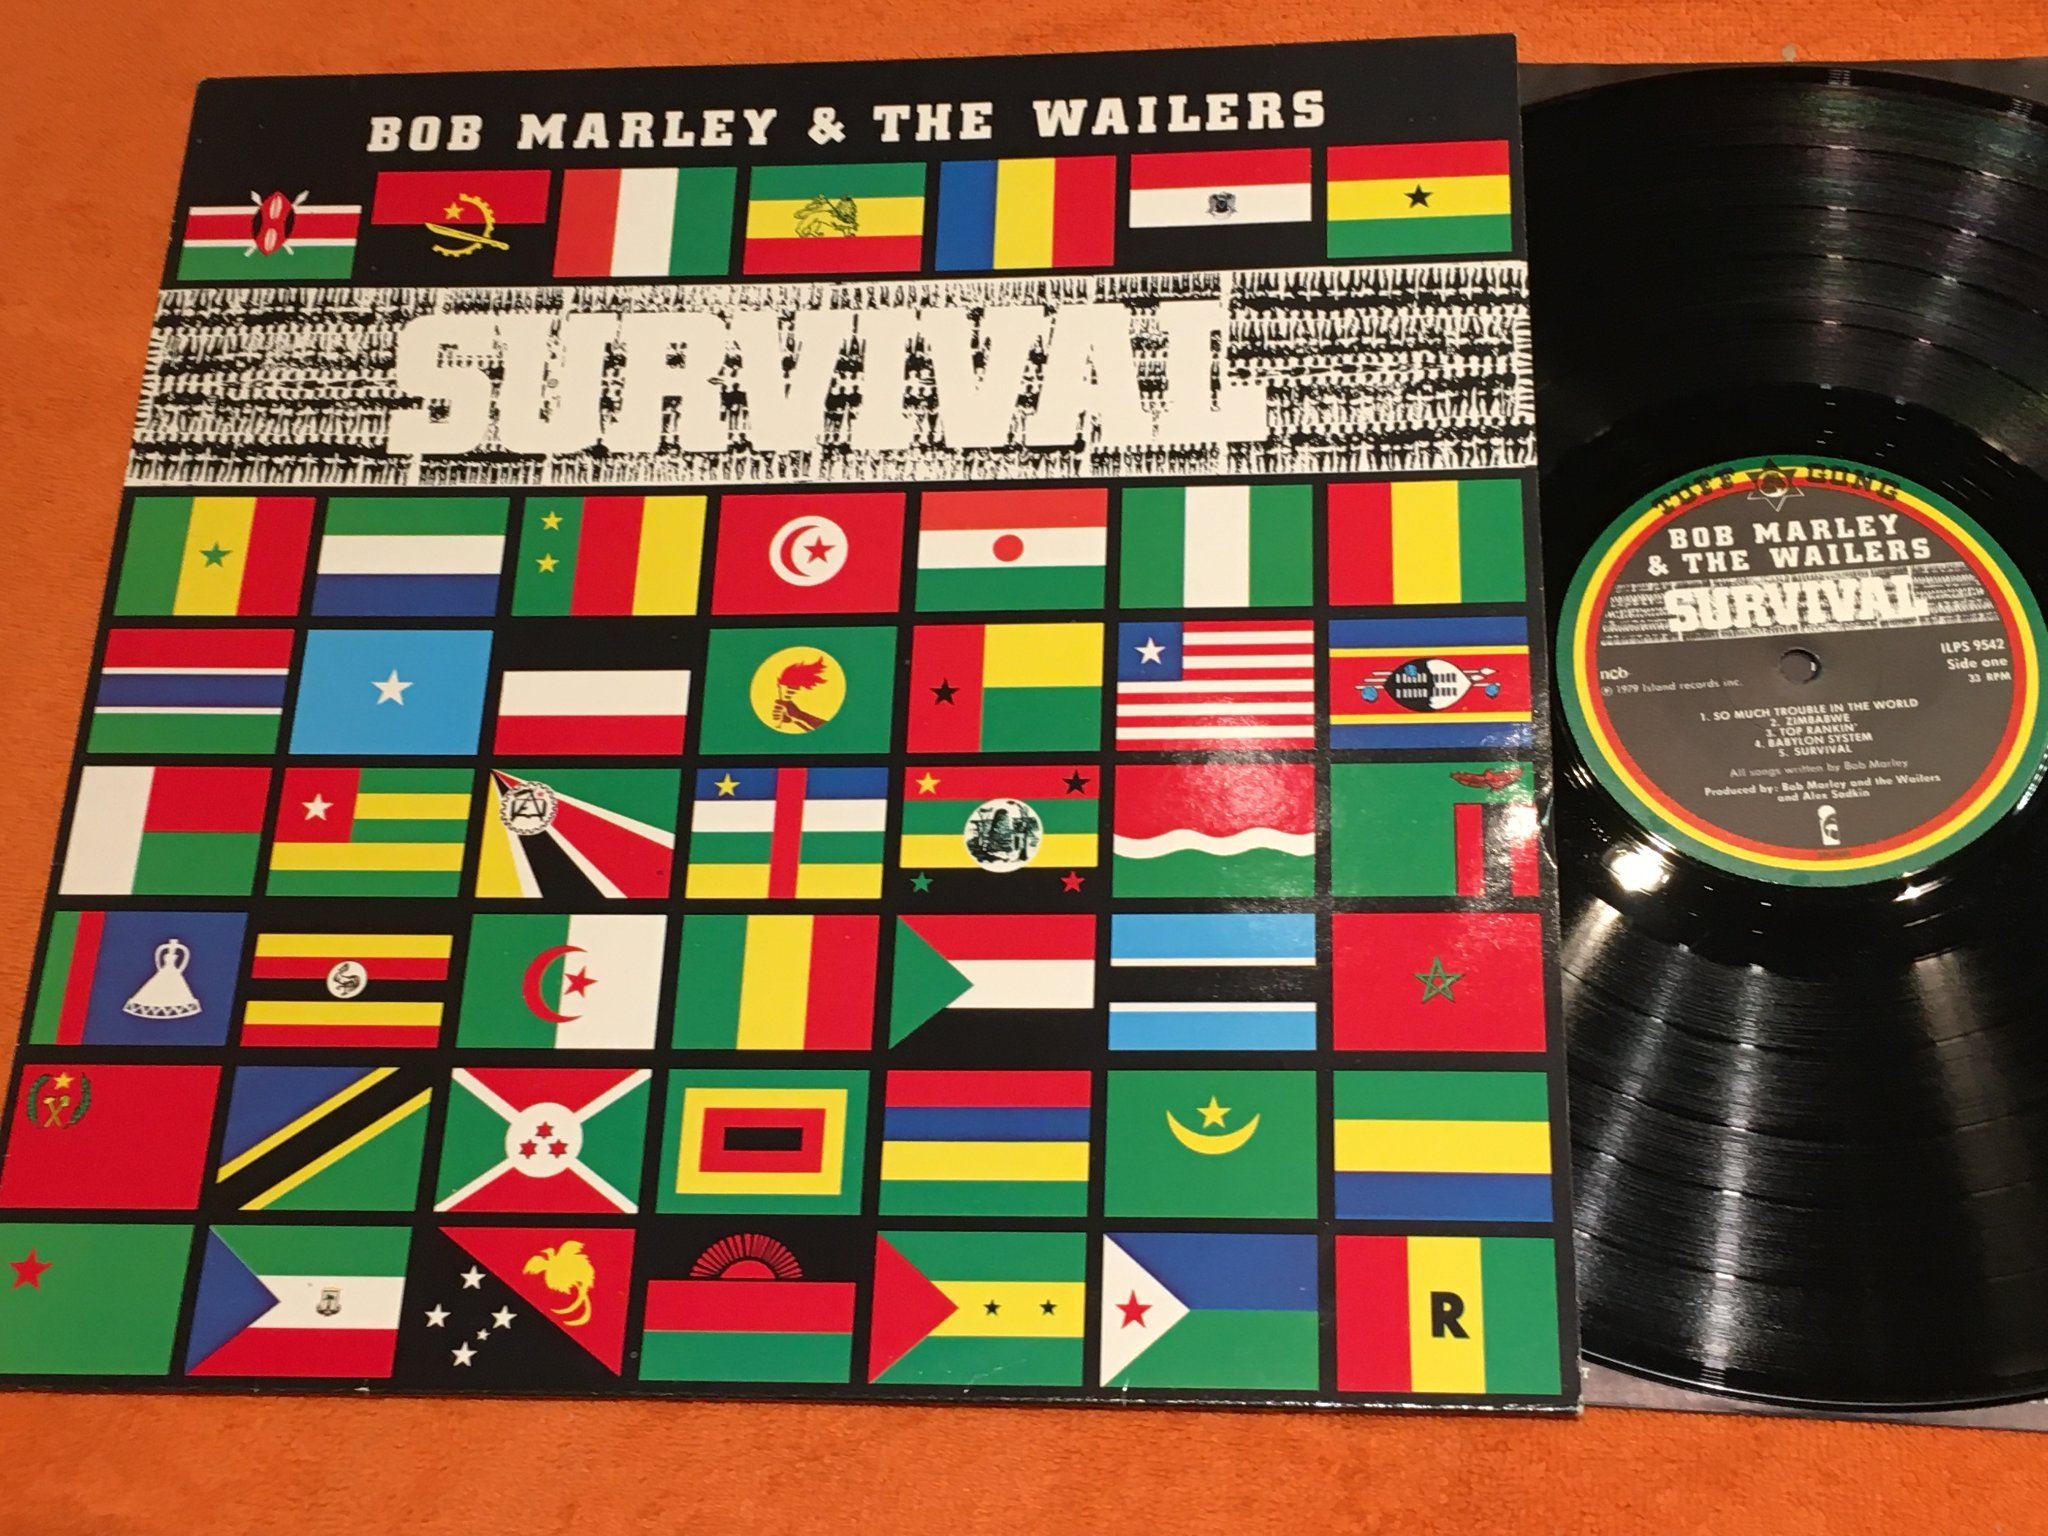 BOB MARLEY & THE WAILERS
SURVIVAL
R
TUFF GONG
BOB MARLEY
& THE WAILERS
SURVIVAL
ILPS 9542
Side one
33 RPM
ncb
℗ 1979 Island records inc.
1. SO MUCH TROUBLE IN THE WORLD
2. ZIMBABWE
3. TOP RANKIN'
4. BABYLON SYSTEM
5. SURVIVAL
All songs written by Bob Marley
Produced by: Bob Marley and the Wailers
and Alex Sadkin